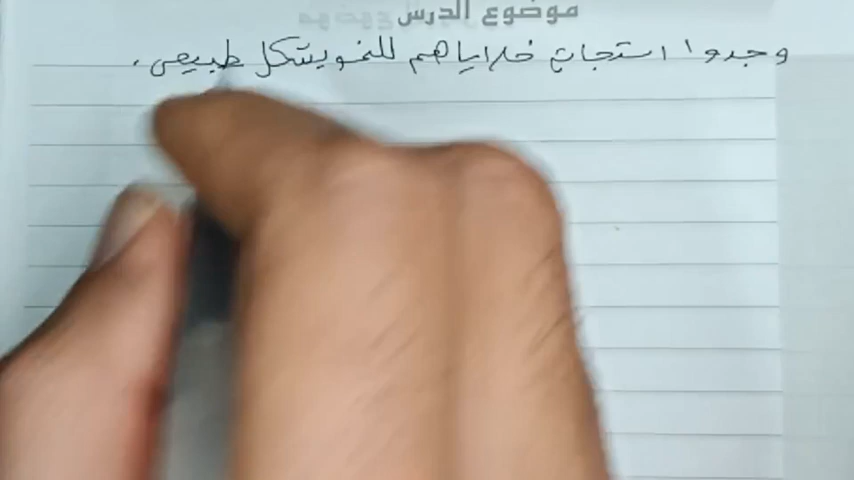 موضوع الدرس
وجدوا استجابة خلاياهم للنمو بشكل طبيعي .